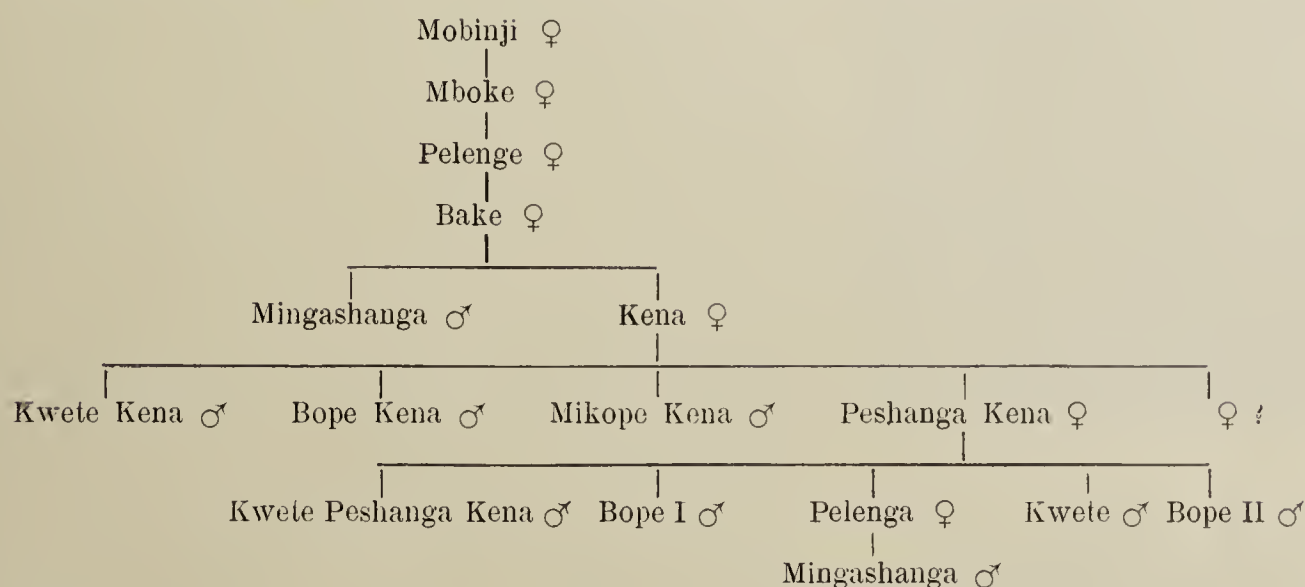 Mobinji ♀
Mboke ♀
Pelenge ♀
Bake ♀
Mingashanga ♂ Kena ♀
Kwete Kena ♂ Bope Kena ♂ Mikope Kena ♂ Peshanga Kena ♀ ♀ ?
Kwete Peshanga Kena ♂ Bope I ♂ Pelenga ♀ Kwete ♂ Bope II ♂
Mingashanga ♂